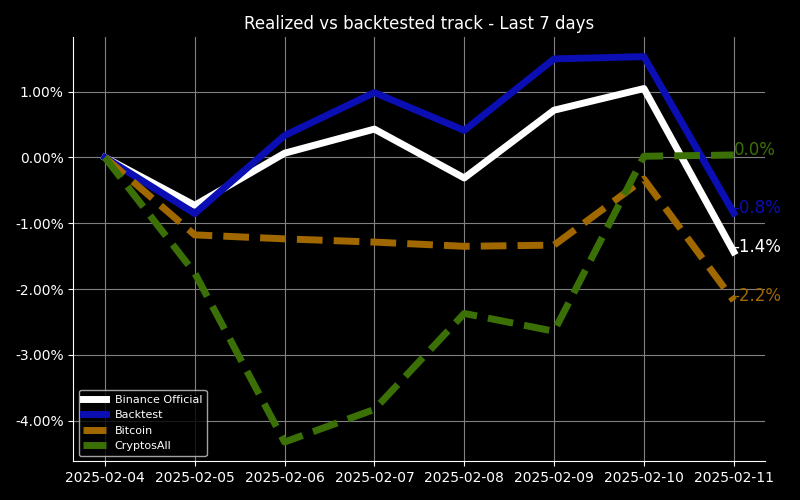 Realized vs backtested track - Last 7 days
1.00%
0.00%
-1.00%
-2.00%
-3.00%
-4.00%
0.0%
-0.8%
-1.4%
-2.2%
Binance Official
Backtest
Bitcoin
CryptosAll
2025-02-04 2025-02-05 2025-02-06 2025-02-07 2025-02-08 2025-02-09 2025-02-10 2025-02-11